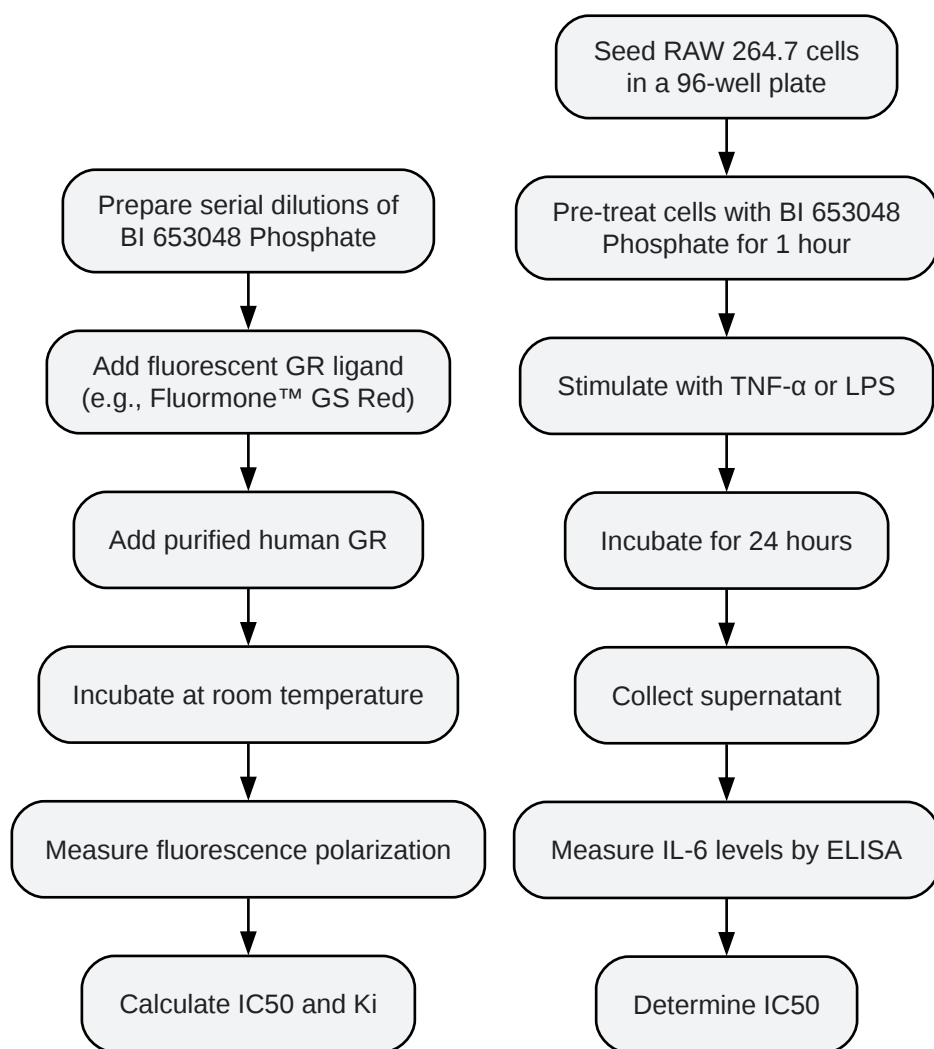 Prepare serial dilutions of
BI 653048 Phosphate
Add fluorescent GR ligand
(e.g., Fluormone™ GS Red)
Add purified human GR
Incubate at room temperature
Measure fluorescence polarization
Calculate IC50 and Ki
Seed RAW 264.7 cells
in a 96-well plate
Pre-treat cells with BI 653048
Phosphate for 1 hour
Stimulate with TNF-α or LPS
Incubate for 24 hours
Collect supernatant
Measure IL-6 levels by ELISA
Determine IC50